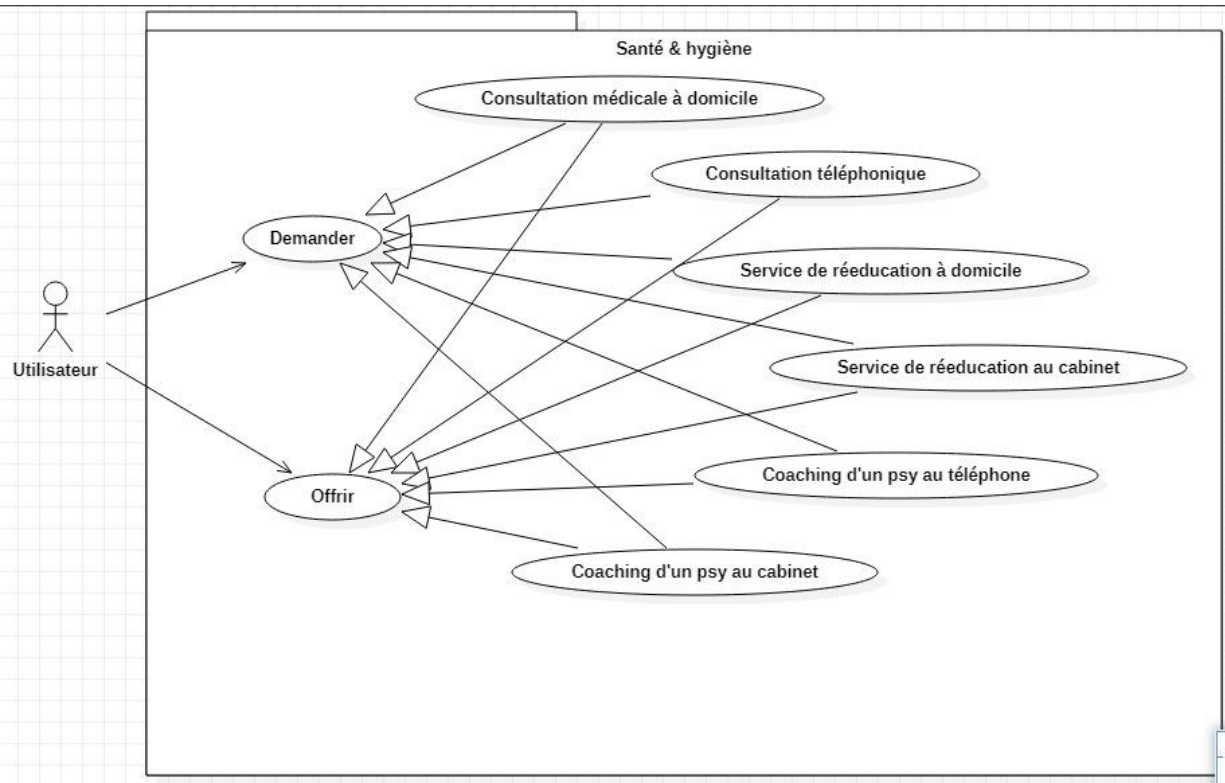 Santé & hygiène
Consultation médicale à domicile
Consultation téléphonique
Demander
Service de réeducation à domicile
Utilisateur
Service de réeducation au cabinet
Coaching d'un psy au téléphone
Offrir
Coaching d'un psy au cabinet